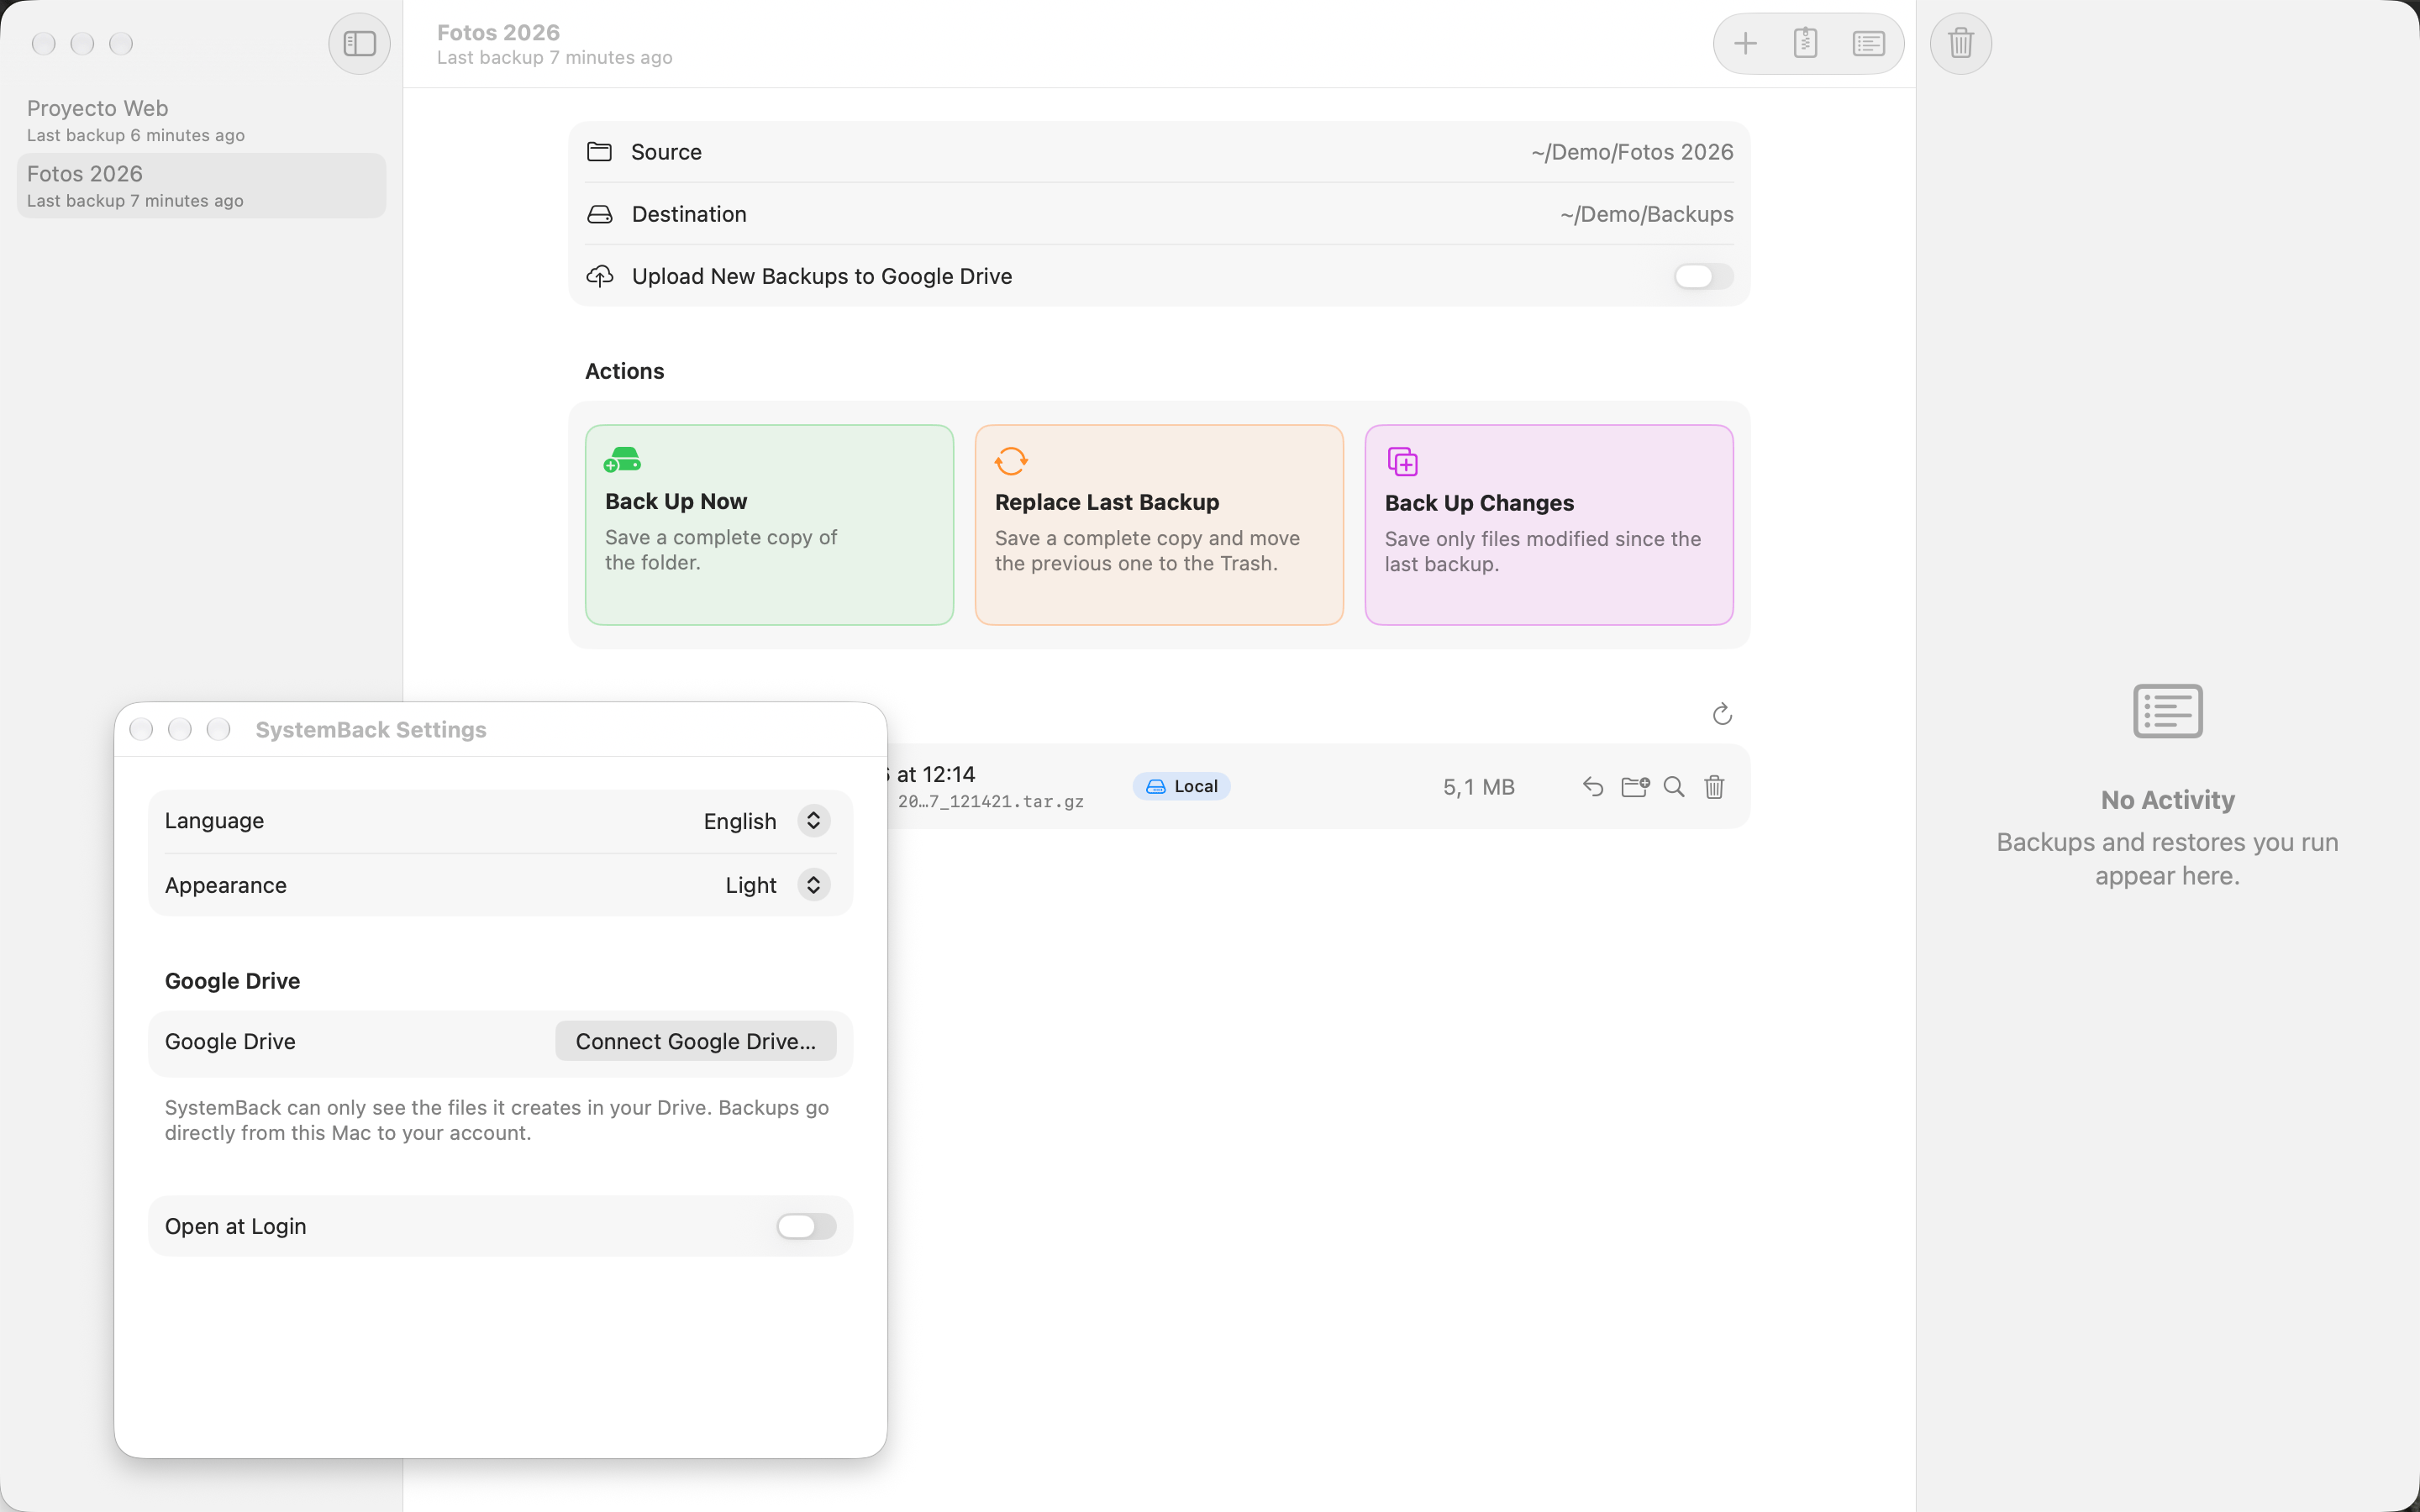 Fotos 2026
Last backup 7 minutes ago
Proyecto Web
Last backup 6 minutes ago
Fotos 2026
Last backup 7 minutes ago
Source
~/Demo/Fotos 2026
Destination
~/Demo/Backups
Upload New Backups to Google Drive
Actions
Back Up Now
Save a complete copy of
the folder.
Replace Last Backup
Save a complete copy and move
the previous one to the Trash.
Back Up Changes
Save only files modified since the
last backup.
at 12:14
20…7_121421.tar.gz
Local
5,1 MB
SystemBack Settings
Language
English
Appearance
Light
Google Drive
Google Drive
Connect Google Drive…
SystemBack can only see the files it creates in your Drive. Backups go
directly from this Mac to your account.
Open at Login
No Activity
Backups and restores you run
appear here.